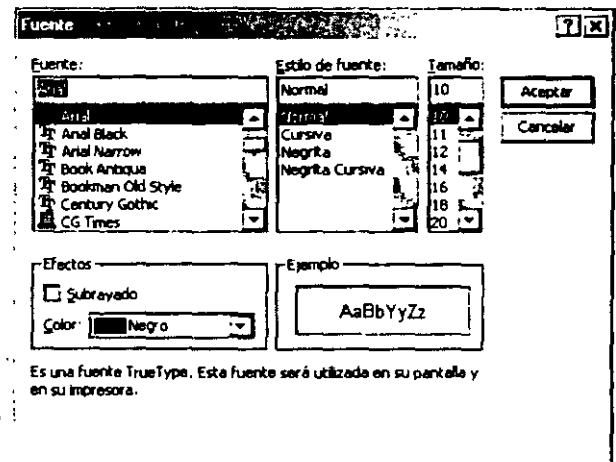 Fuente
Fuente: Estilo de fuente: Tamaño:
Arial Normal 10 Aceptar
Arial Normal 10 Cancelar
Arial Black Cursiva 11
Arial Narrow Negrita 12
Book Antiqua Negrita Cursiva 14
Bookman Old Style 16
Century Gothic 18
CG Times 20
Efectos Ejemplo
Subrayado
Color: Negro AaBbYyZz
Es una fuente TrueType. Esta fuente será utilizada en su pantalla y
en su impresora.